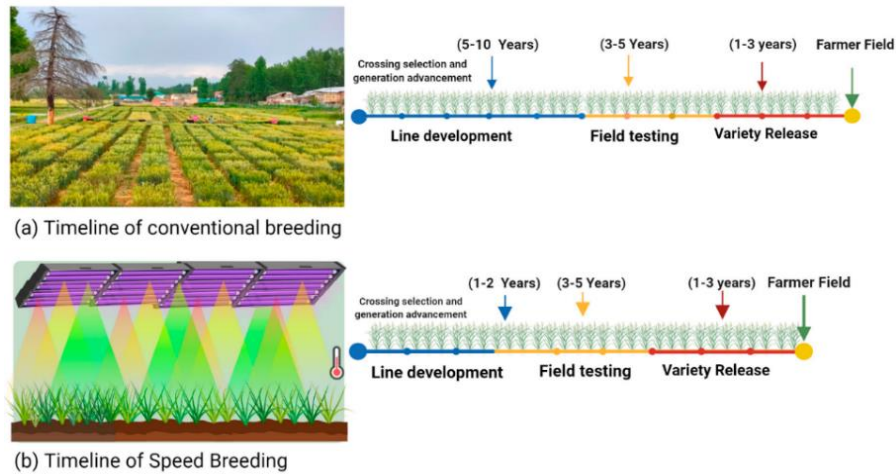 (5-10 Years)
(3-5 Years)
(1-3 years)
Farmer Field
Crossing selection and
generation advancement
Line development
Field testing
Variety Release
(a) Timeline of conventional breeding
(1-2 Years)
(3-5 Years)
(1-3 years)
Farmer Field
Crossing selection and
generation advancement
Line development
Field testing
Variety Release
(b) Timeline of Speed Breeding